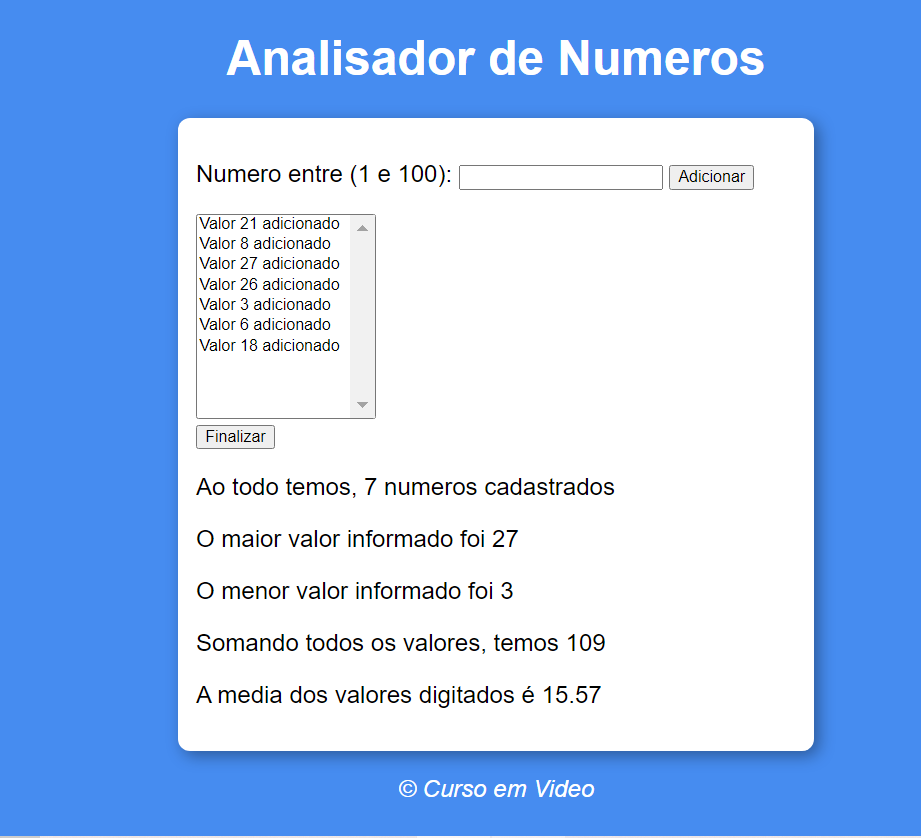 Analisador de Numeros
Numero entre (1 e 100): Adicionar
Valor 21 adicionado
Valor 8 adicionado
Valor 27 adicionado
Valor 26 adicionado
Valor 3 adicionado
Valor 6 adicionado
Valor 18 adicionado
Finalizar
Ao todo temos, 7 numeros cadastrados
O maior valor informado foi 27
O menor valor informado foi 3
Somando todos os valores, temos 109
A media dos valores digitados é 15.57
© Curso em Video